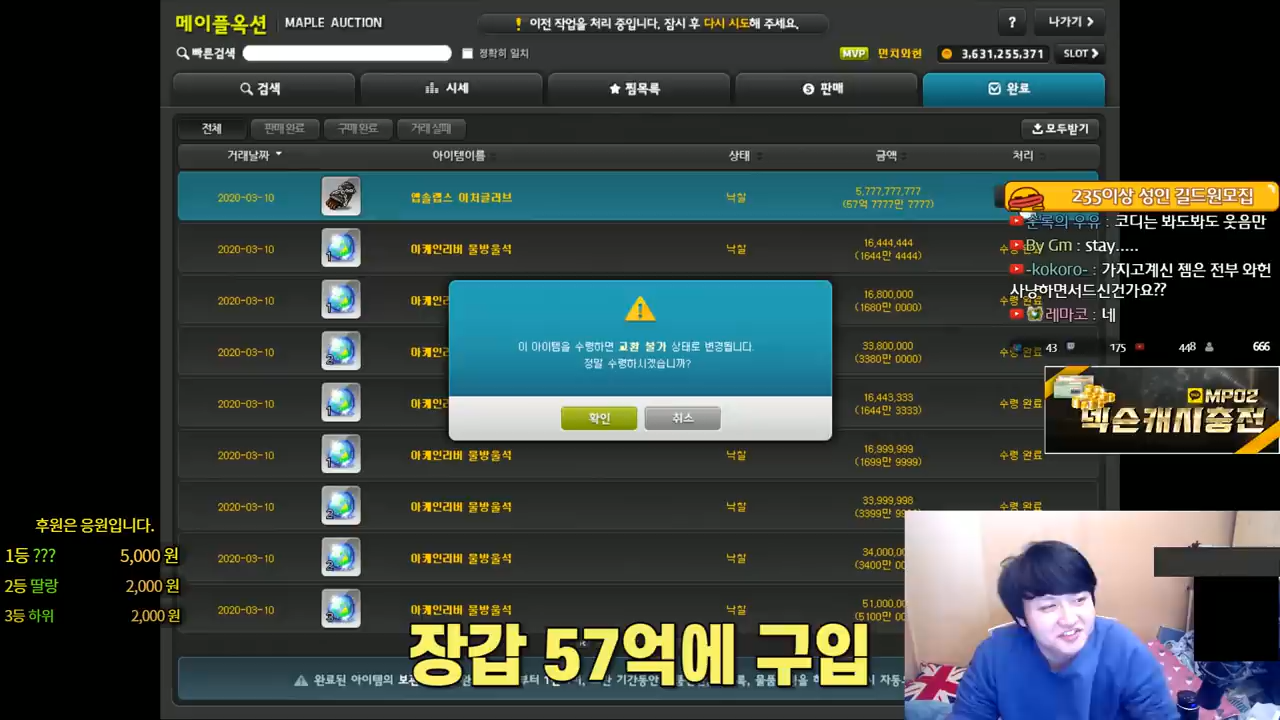 메이플옥션 MAPLE AUCTION
이전 작업을 처리 중입니다. 잠시 후 다시 시도해 주세요.
? 나가기
빠른검색 정확히 일치
MVP 면치와헌 3,631,255,371 SLOT
검색 시세 찜목록 판매 완료
전체 판매 완료 구매 완료 거래 실패 모두받기
거래날짜 아이템이름 상태 금액 처리
2020-03-10 앱솔랩스 아처글러브 낙찰 5,777,777,777
(57억 7777만 7777)
235이상 성인 길드원모집
순록의 우유 : 코디는 봐도봐도 웃음만
By Gm : stay.....
-kokoro- : 가지고계신 젬은 전부 와헌
사냥하면서드신건가요??
레마코 : 네
43 175 448 666
2020-03-10 아케인리버 물방울석 낙찰 16,444,444
(1644만 4444)
2020-03-10 16,800,000
(1680만 0000)
2020-03-10 33,800,000
(3380만 0000)
2020-03-10 16,443,333 수령 완료
(1644만 3333)
2020-03-10 아케인리버 물방울석 낙찰 16,999,999 수령 완료
(1699만 9999)
2020-03-10 아케인리버 물방울석 낙찰 33,999,998 수령 완료
2020-03-10 아케인리버 물방울석 낙찰
2020-03-10 아케인리버 물방울석 낙찰
이 아이템을 수령하면 교환 불가 상태로 변경됩니다.
정말 수령하시겠습니까?
확인 취소
MP02
넥슨캐시충전
후원은 응원입니다.
1등 ??? 5,000 원
2등 딸랑 2,000 원
3등 하위 2,000 원
장갑 57억에 구입
완료된 아이템의 보관